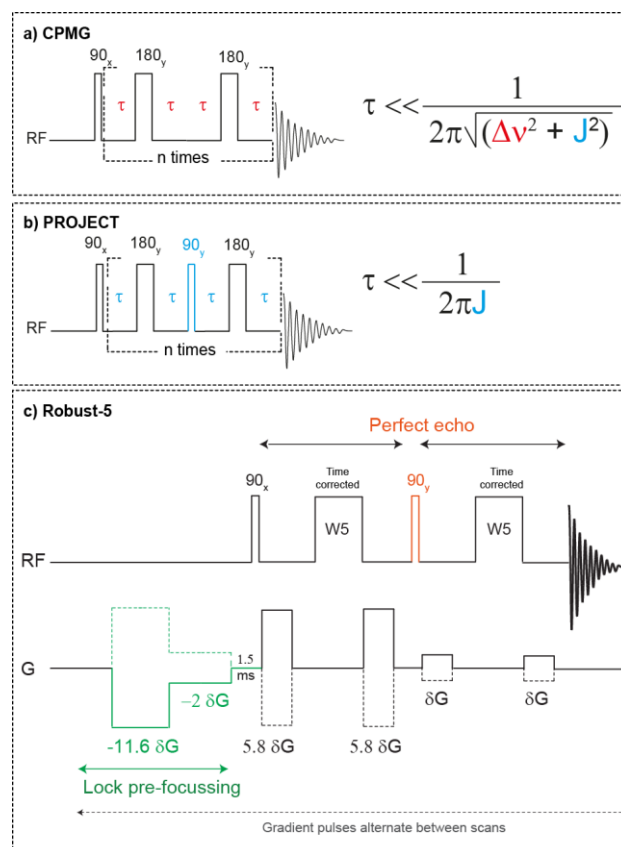 a) CPMG
90x 180y 180y
τ τ τ τ
RF
n times
τ << 1 / 2π√(Δν² + J²)
b) PROJECT
90x 180y 90y 180y
τ τ τ τ
RF
n times
τ << 1 / 2πJ
c) Robust-5
Perfect echo
90x Time corrected 90y Time corrected
W5 W5
RF
G
1.5 ms
-2 δG
δG δG
-11.6 δG 5.8 δG 5.8 δG
Lock pre-focussing
Gradient pulses alternate between scans